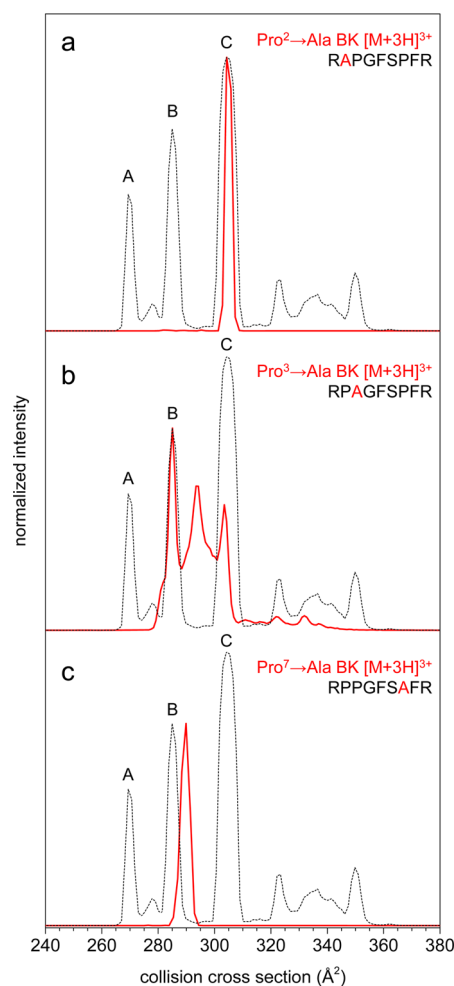 a
C
Pro²→Ala BK [M+3H]³⁺
RAPGFSPFR
B
A
b
C
Pro³→Ala BK [M+3H]³⁺
RPAGFSPFR
B
A
normalized intensity
c
C
Pro⁷→Ala BK [M+3H]³⁺
RPPGFSAFR
B
A
240 260 280 300 320 340 360 380
collision cross section (Å²)